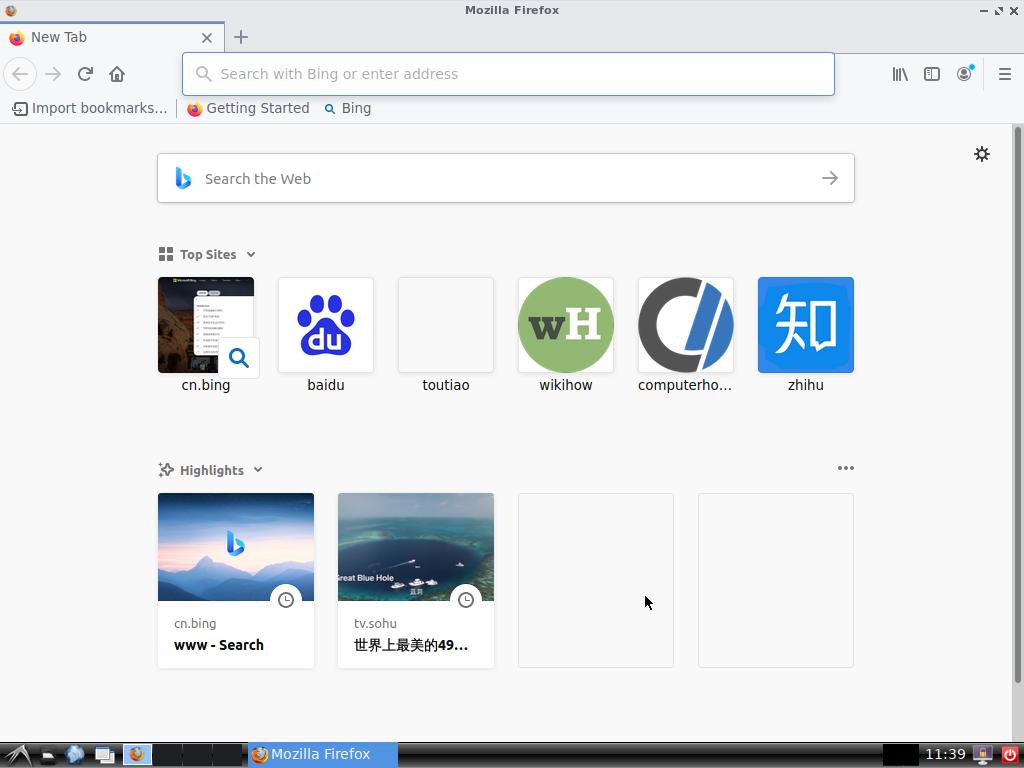 Mozilla Firefox
New Tab
Search with Bing or enter address
Import bookmarks...
Getting Started
Bing
Search the Web
Top Sites
du
wH
知
cn.bing
baidu
toutiao
wikihow
computerho...
zhihu
Highlights
Great Blue Hole
cn.bing
www - Search
tv.sohu
世界上最美的49...
Mozilla Firefox
11:39